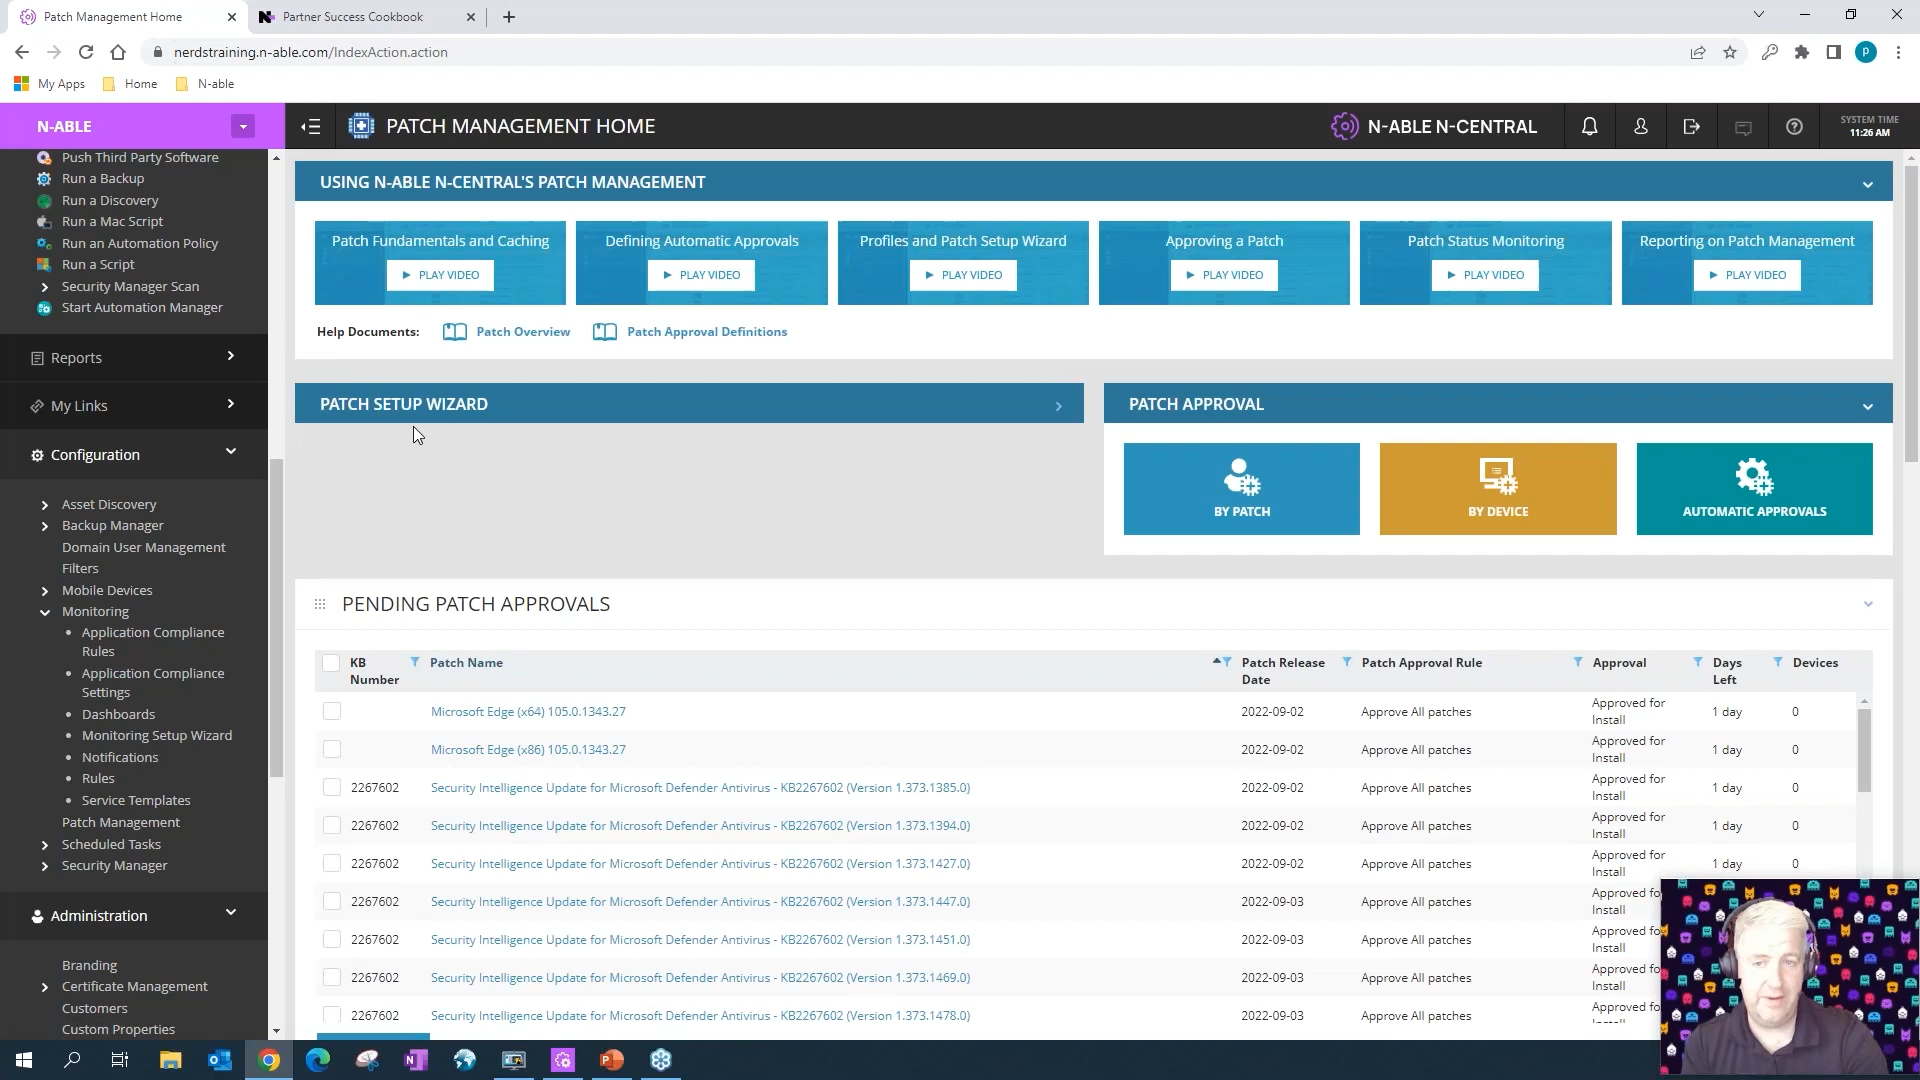 Patch Management Home
Partner Success Cookbook
nerdstraining.n-able.com/IndexAction.action
P
My Apps
Home
N-able
N-ABLE
PATCH MANAGEMENT HOME
N-ABLE N-CENTRAL
SYSTEM TIME
11:26 AM
Push Third Party Software
Run a Backup
Run a Discovery
Run a Mac Script
Run an Automation Policy
Run a Script
Security Manager Scan
Start Automation Manager
Reports
My Links
Configuration
Asset Discovery
Backup Manager
Domain User Management
Filters
Mobile Devices
Monitoring
Application Compliance
Rules
Application Compliance
Settings
Dashboards
Monitoring Setup Wizard
Notifications
Rules
Service Templates
Patch Management
Scheduled Tasks
Security Manager
Administration
Branding
Certificate Management
Customers
Custom Properties
USING N-ABLE N-CENTRAL'S PATCH MANAGEMENT
Patch Fundamentals and Caching
PLAY VIDEO
Defining Automatic Approvals
PLAY VIDEO
Profiles and Patch Setup Wizard
PLAY VIDEO
Approving a Patch
PLAY VIDEO
Patch Status Monitoring
PLAY VIDEO
Reporting on Patch Management
PLAY VIDEO
Help Documents: Patch Overview Patch Approval Definitions
PATCH SETUP WIZARD
PATCH APPROVAL
BY PATCH
BY DEVICE
AUTOMATIC APPROVALS
PENDING PATCH APPROVALS
KB Number Patch Name Patch Release Date Patch Approval Rule Approval Days Left Devices
Microsoft Edge (x64) 105.0.1343.27 2022-09-02 Approve All patches Approved for Install 1 day 0
Microsoft Edge (x86) 105.0.1343.27 2022-09-02 Approve All patches Approved for Install 1 day 0
2267602 Security Intelligence Update for Microsoft Defender Antivirus - KB2267602 (Version 1.373.1385.0) 2022-09-02 Approve All patches Approved for Install 1 day 0
2267602 Security Intelligence Update for Microsoft Defender Antivirus - KB2267602 (Version 1.373.1394.0) 2022-09-02 Approve All patches Approved for Install 1 day 0
2267602 Security Intelligence Update for Microsoft Defender Antivirus - KB2267602 (Version 1.373.1427.0) 2022-09-02 Approve All patches Approved for Install 1 day 0
2267602 Security Intelligence Update for Microsoft Defender Antivirus - KB2267602 (Version 1.373.1447.0) 2022-09-03 Approve All patches Approved fo Install
2267602 Security Intelligence Update for Microsoft Defender Antivirus - KB2267602 (Version 1.373.1451.0) 2022-09-03 Approve All patches Approved fo Install
2267602 Security Intelligence Update for Microsoft Defender Antivirus - KB2267602 (Version 1.373.1469.0) 2022-09-03 Approve All patches Approved fo Install
2267602 Security Intelligence Update for Microsoft Defender Antivirus - KB2267602 (Version 1.373.1478.0) 2022-09-03 Approve All patches Approved fo